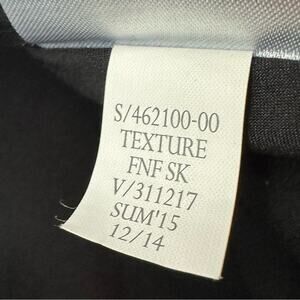 S/462100-00
TEXTURE
FNF SK
V/311217
SUM'15
12/14